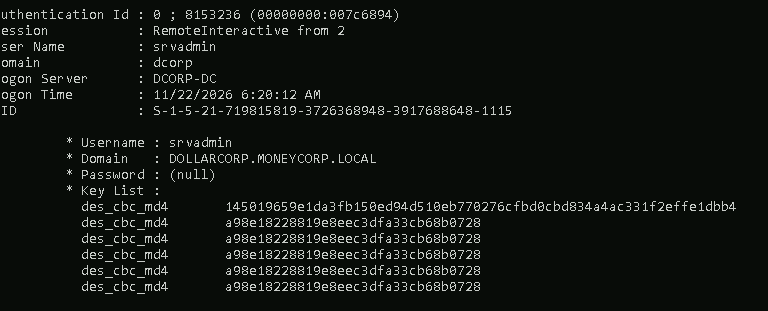 uthentication Id : 0 ; 8153236 (00000000:007c6894)
ession            : RemoteInteractive from 2
ser Name          : srvadmin
omain             : dcorp
ogon Server       : DCORP-DC
ogon Time         : 11/22/2026 6:20:12 AM
ID                : S-1-5-21-719815819-3726368948-3917688648-1115
* Username : srvadmin
* Domain   : DOLLARCORP.MONEYCORP.LOCAL
* Password : (null)
* Key List :
des_cbc_md4       145019659e1da3fb150ed94d510eb770276cfbd0cbd834a4ac331f2effe1dbb4
des_cbc_md4       a98e18228819e8eec3dfa33cb68b0728
des_cbc_md4       a98e18228819e8eec3dfa33cb68b0728
des_cbc_md4       a98e18228819e8eec3dfa33cb68b0728
des_cbc_md4       a98e18228819e8eec3dfa33cb68b0728
des_cbc_md4       a98e18228819e8eec3dfa33cb68b0728